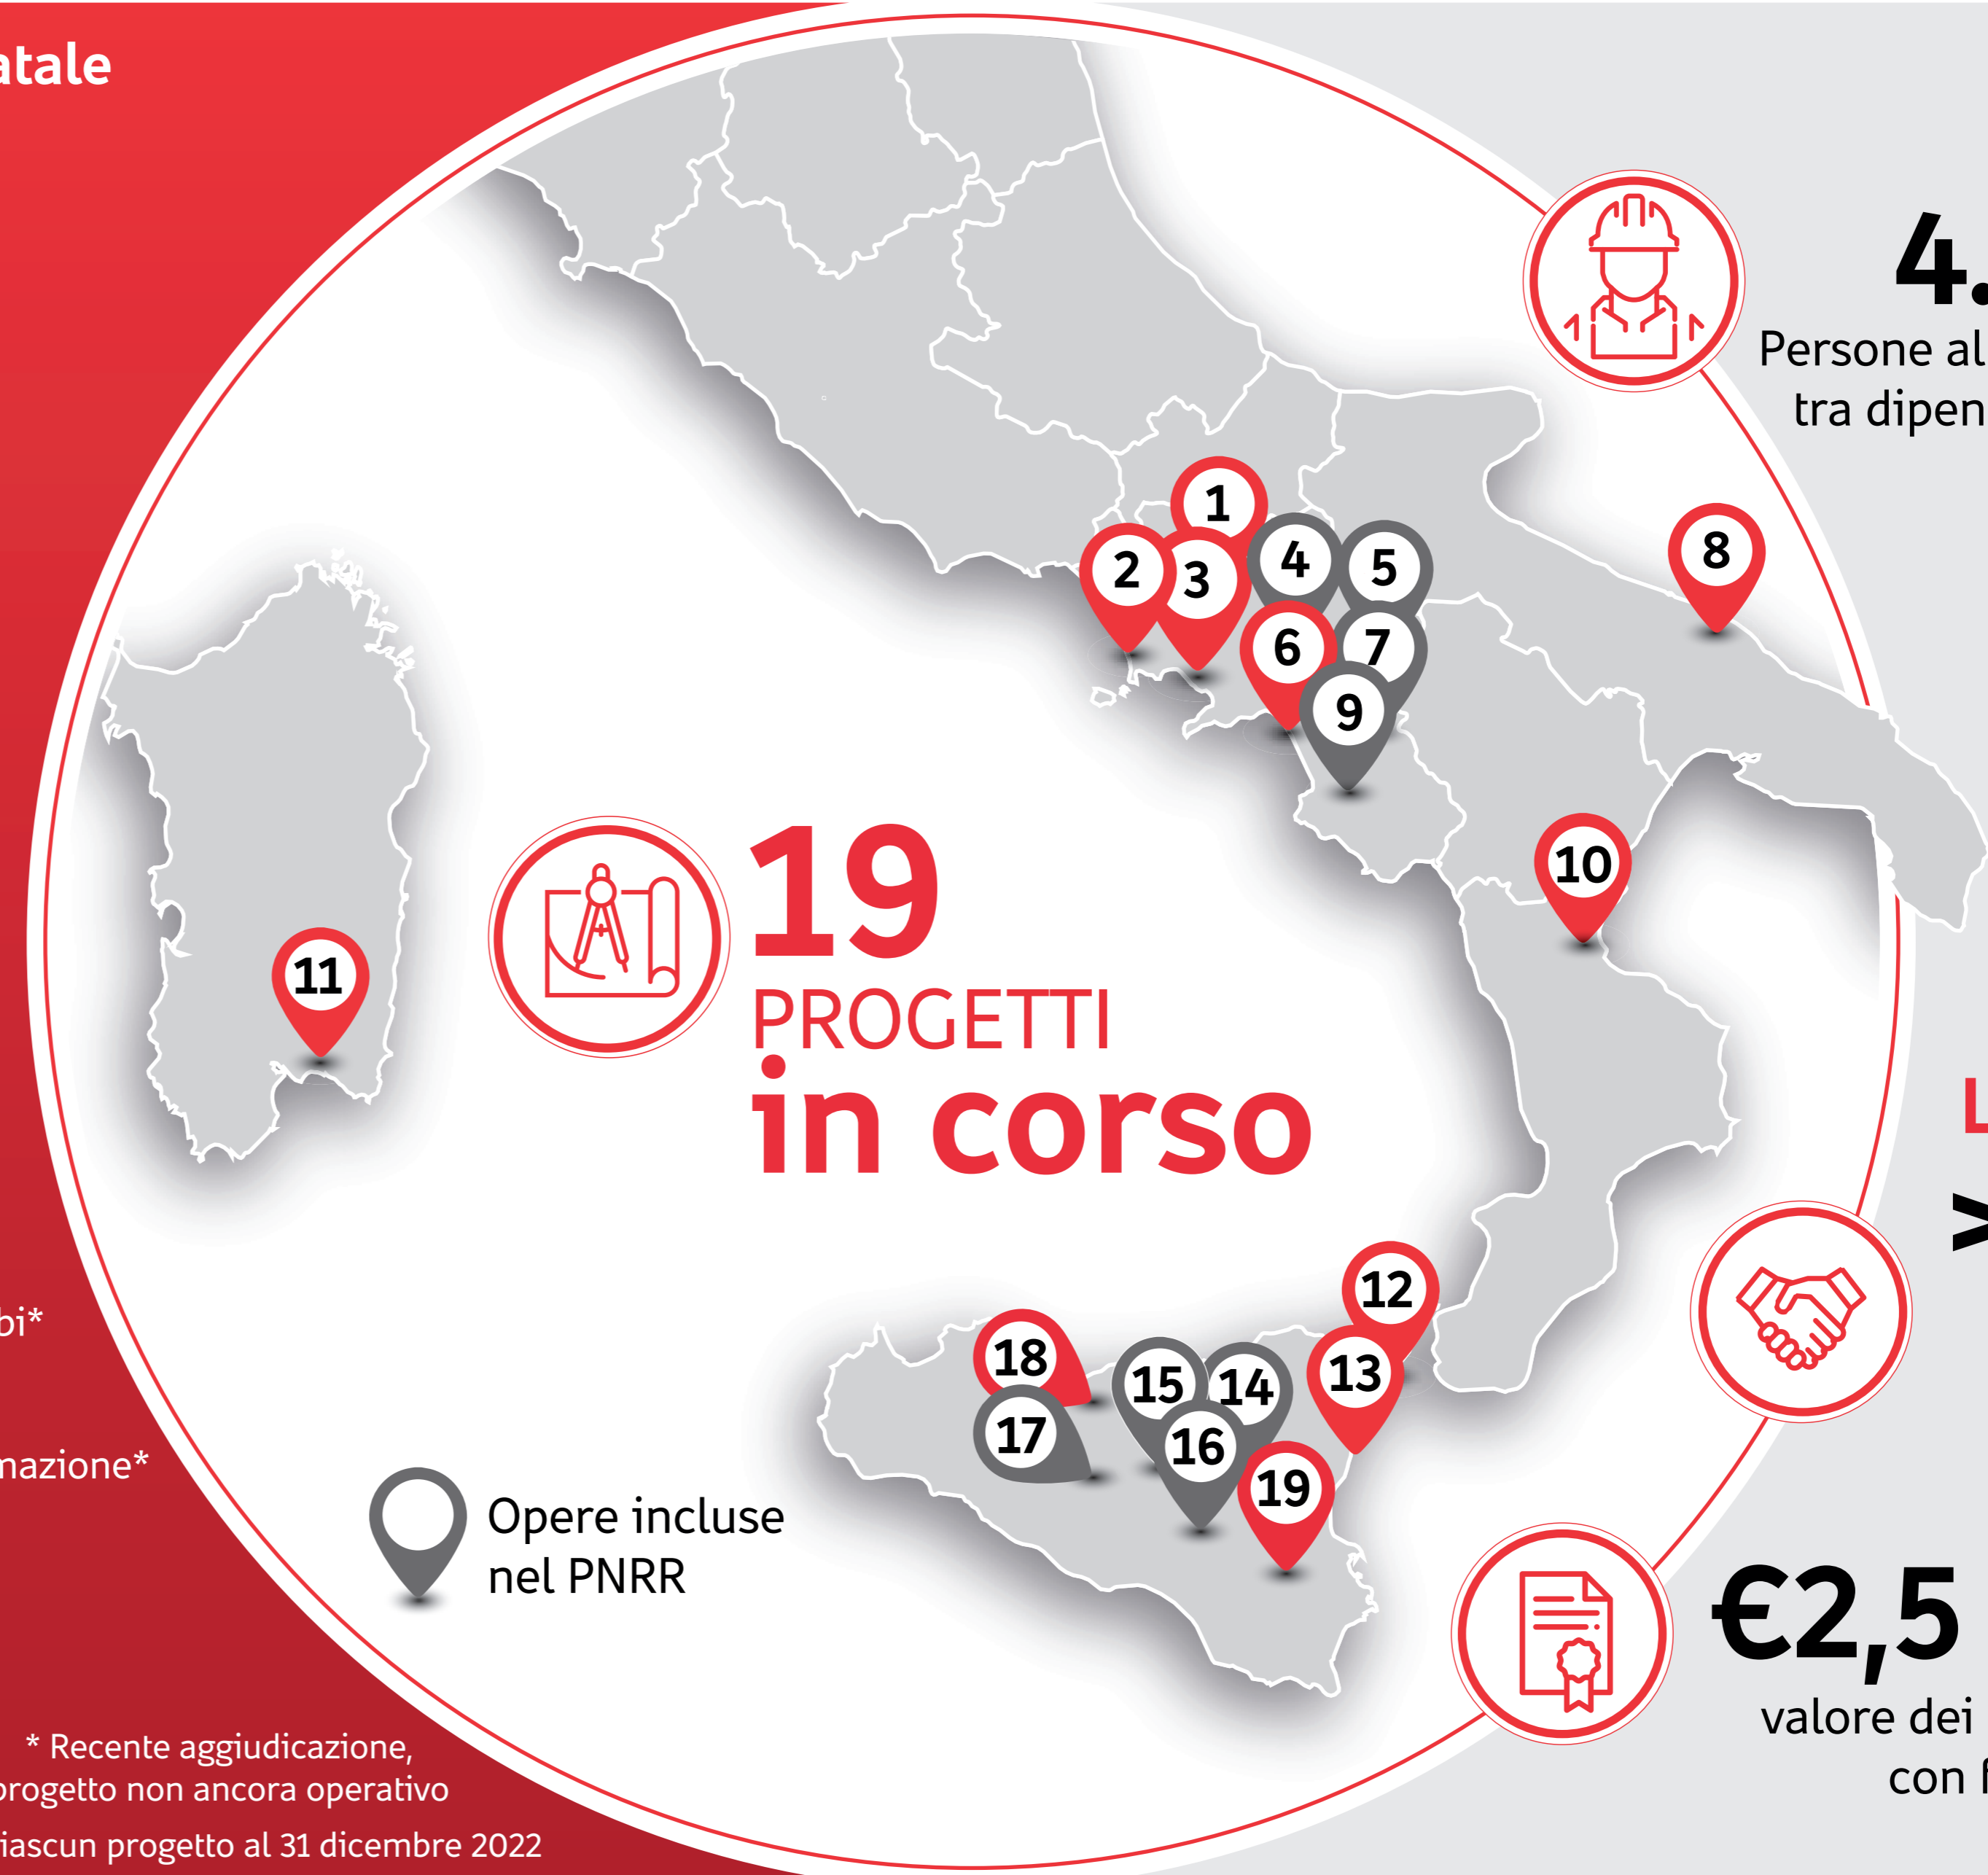 atale
4.
Persone al
tra dipen
1
2
3
4
5
6
7
8
9
10
11
19
PROGETTI
in corso
L
>
12
13
14
15
16
17
18
19
bi*
mazione*
Opere incluse
nel PNRR
€2,5
valore dei
con f
* Recente aggiudicazione,
progetto non ancora operativo
iascun progetto al 31 dicembre 2022